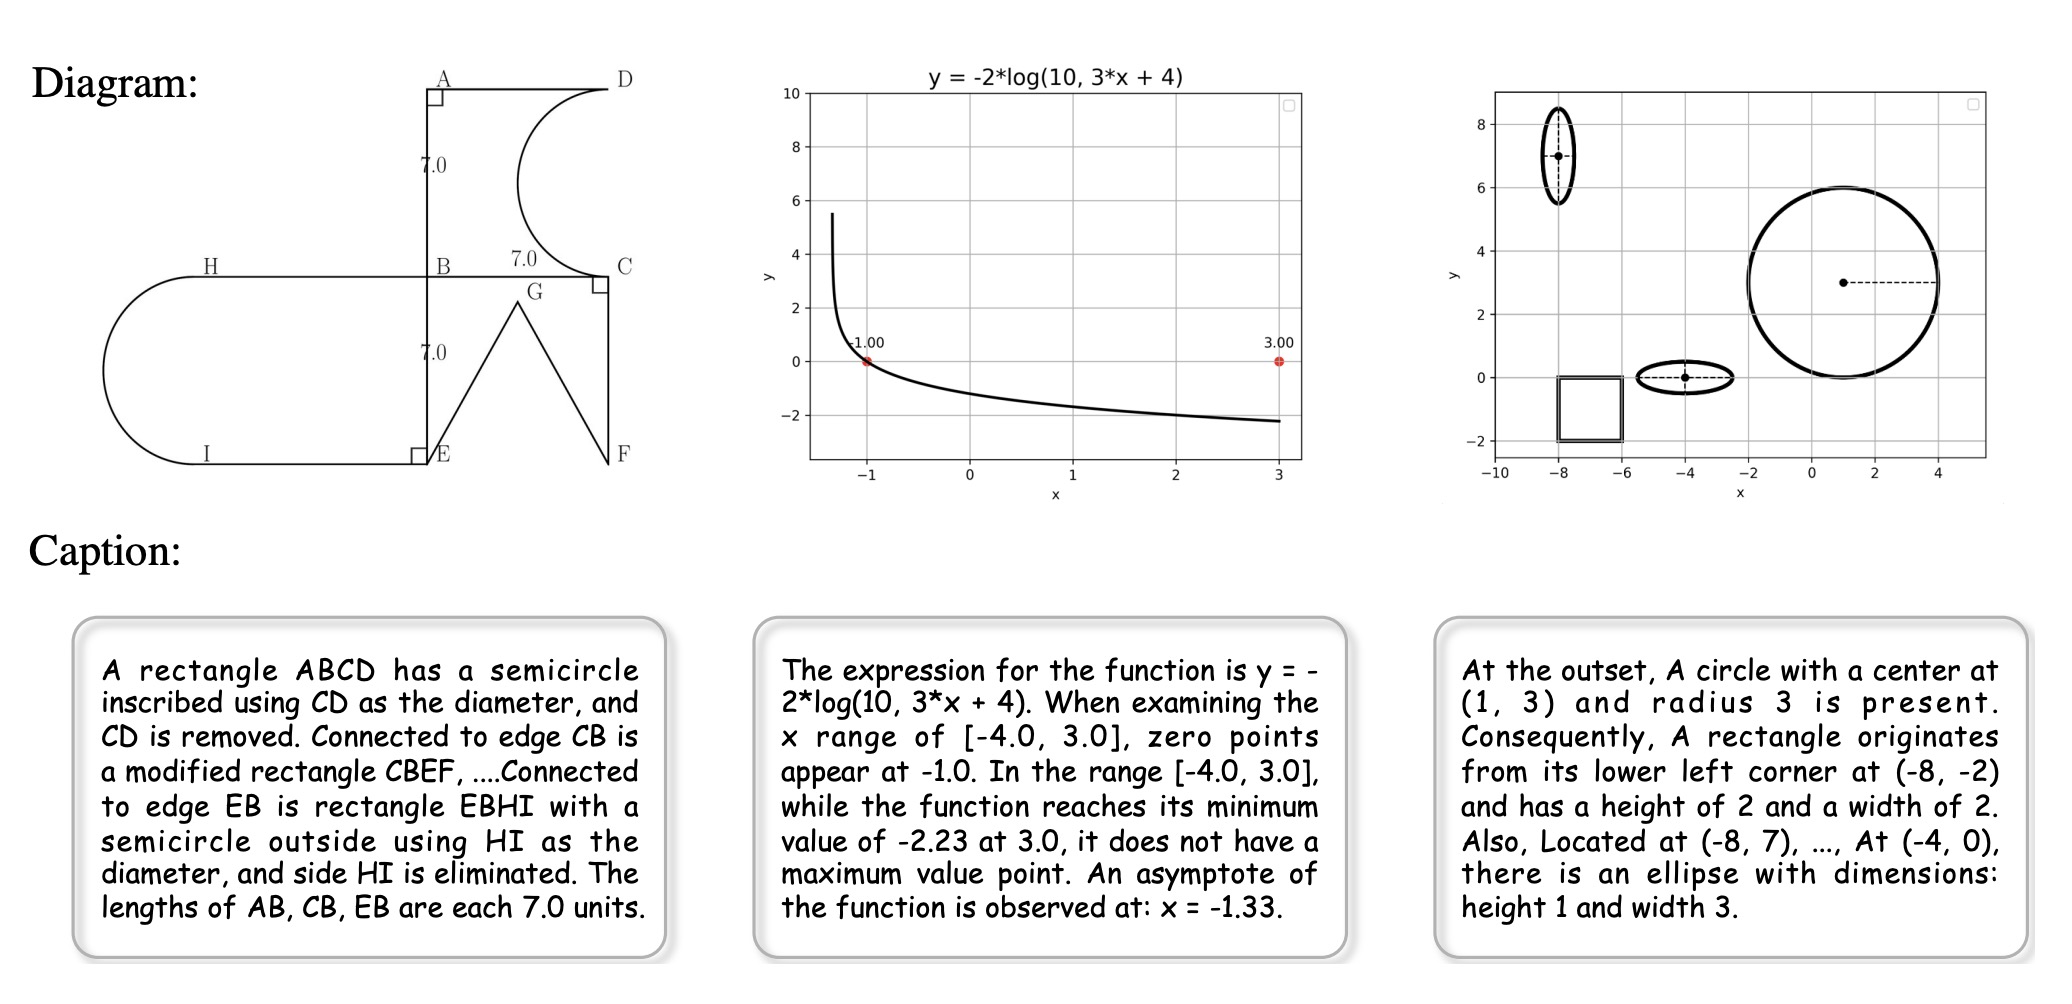 Diagram:
A
D
7.0
H
B
7.0
C
G
7.0
I
E
F
y = -2*log(10, 3*x + 4)
10
8
6
4
2
0
−2
y
-1.00
3.00
−1
0
1
2
3
x
8
6
4
2
0
−2
y
−10
−8
−6
−4
−2
0
2
4
x
Caption:
A rectangle ABCD has a semicircle
inscribed using CD as the diameter, and
CD is removed. Connected to edge CB is
a modified rectangle CBEF, ....Connected
to edge EB is rectangle EBHI with a
semicircle outside using HI as the
diameter, and side HI is eliminated. The
lengths of AB, CB, EB are each 7.0 units.
The expression for the function is y = -
2*log(10, 3*x + 4). When examining the
x range of [-4.0, 3.0], zero points
appear at -1.0. In the range [-4.0, 3.0],
while the function reaches its minimum
value of -2.23 at 3.0, it does not have a
maximum value point. An asymptote of
the function is observed at: x = -1.33.
At the outset, A circle with a center at
(1, 3) and radius 3 is present.
Consequently, A rectangle originates
from its lower left corner at (-8, -2)
and has a height of 2 and a width of 2.
Also, Located at (-8, 7), ..., At (-4, 0),
there is an ellipse with dimensions:
height 1 and width 3.